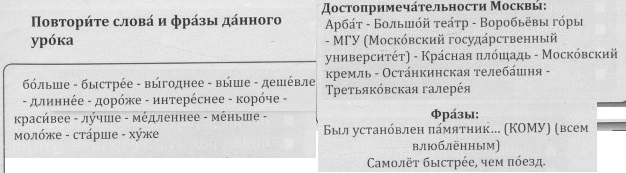 Повтори́те слова́ и фра́зы да́нного
уро́ка
бо́льше - быстре́е - вы́годнее - вы́ше - деше́вле
- длинне́е - доро́же - интере́снее - коро́че -
краси́вее - лу́чше - ме́дленнее - ме́ньше -
моло́же - ста́рше - ху́же
Достопримеча́тельности Москвы́:
Арба́т - Большо́й теа́тр - Воробьёвы го́ры
- МГУ (Моско́вский госуда́рственный
университе́т) - Кра́сная пло́щадь - Моско́вский
кремль - Оста́нкинская телеба́шня -
Третьяко́вская галере́я
Фра́зы:
Был устано́влен па́мятник... (КОМУ) (всем
влюблённым)
Самолёт быстре́е, чем по́езд.